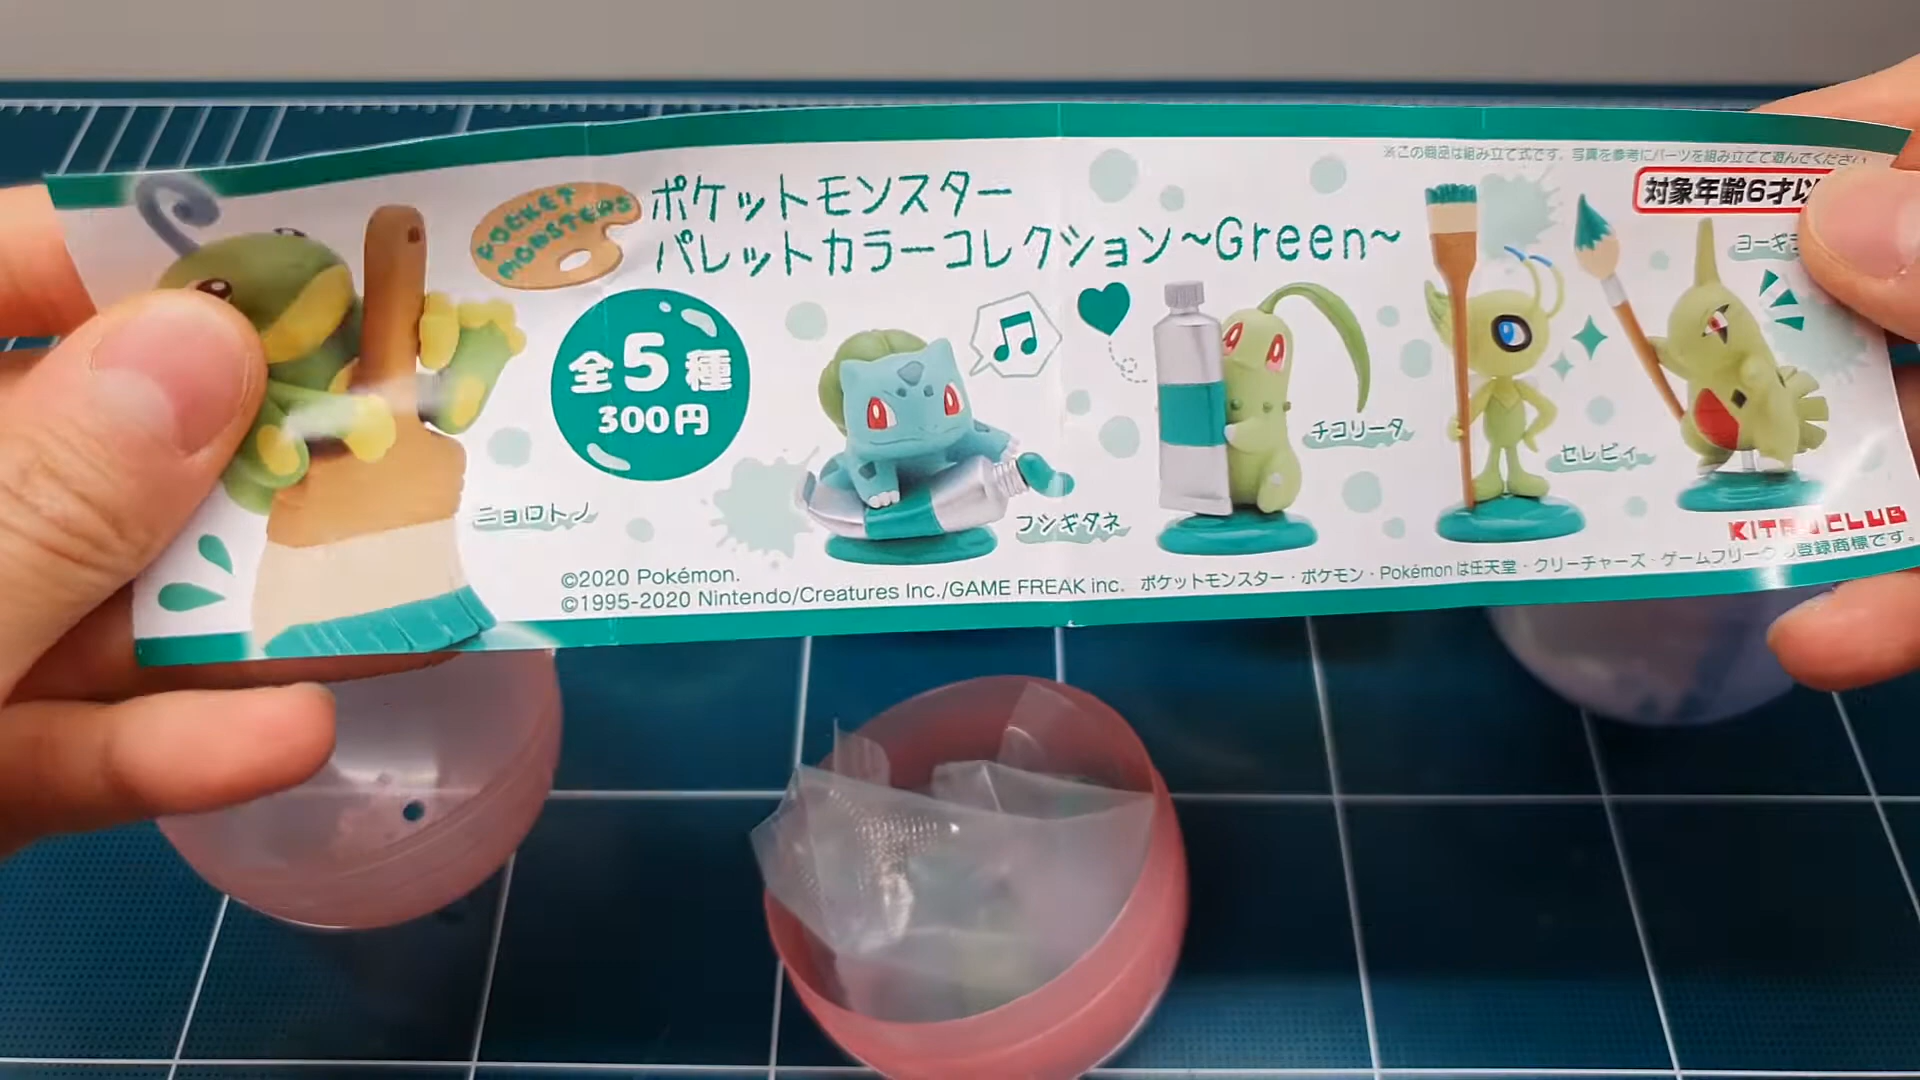 ※この商品は組み立て式です。写真を参考にパーツを組み立てて遊んでください
対象年齢6才以
POCKET
MONSTERS
ポケットモンスター
パレットカラーコレクション~Green~
全5種
300円
ニョロトノ
フシギダネ
チコリータ
セレビィ
ヨーギ
KITAN CLUB
©2020 Pokémon.
©1995-2020 Nintendo/Creatures Inc./GAME FREAK inc. ポケットモンスター・ポケモン・Pokémonは任天堂・クリーチャーズ・ゲームフリークの登録商標です。